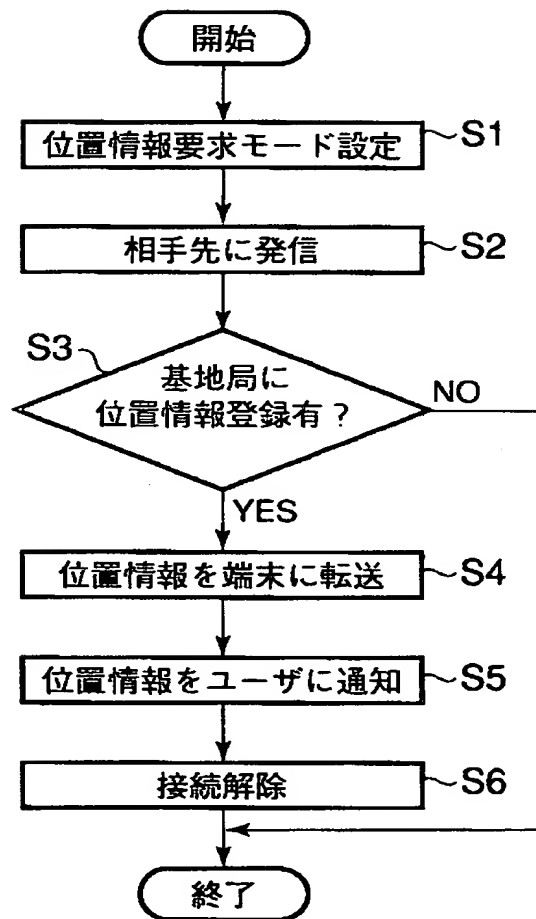 開始
位置情報要求モード設定
S1
相手先に発信
S2
S3
基地局に
位置情報登録有？
NO
YES
位置情報を端末に転送
S4
位置情報をユーザに通知
S5
接続解除
S6
終了